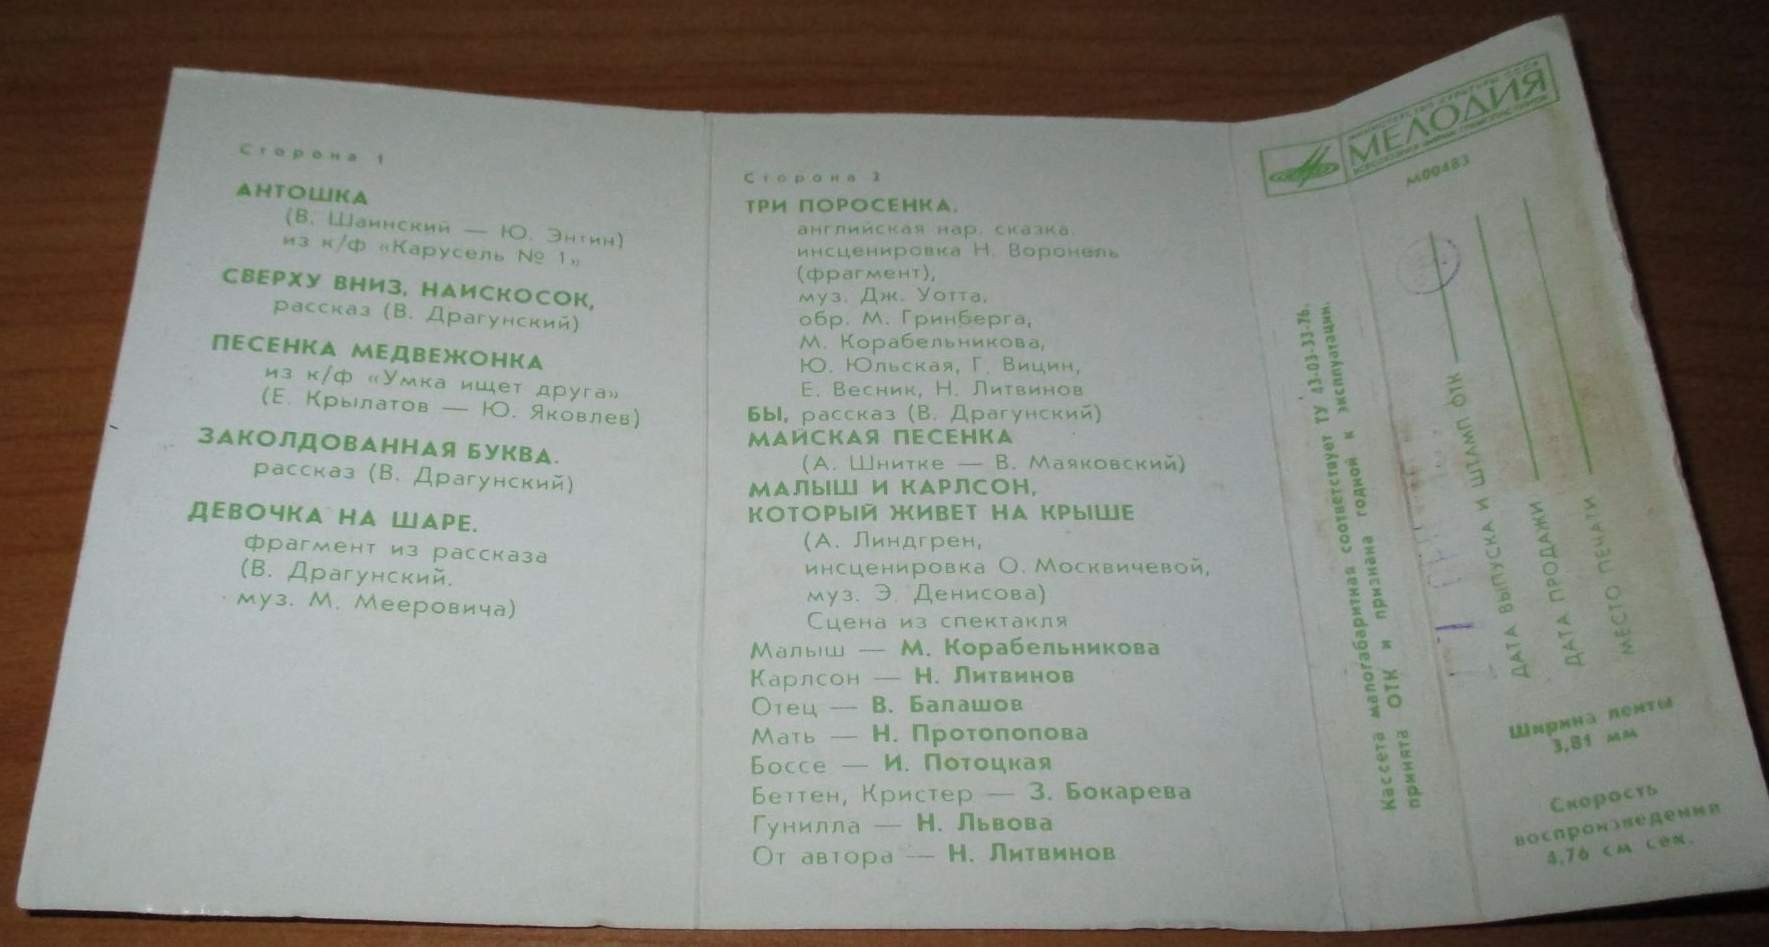 Сторона 1
АНТОШКА
(В. Шаинский — Ю. Энтин)
из к/ф «Карусель № 1»
СВЕРХУ ВНИЗ, НАИСКОСОК,
рассказ (В. Драгунский)
ПЕСЕНКА МЕДВЕЖОНКА
из к/ф «Умка ищет друга»
(Е. Крылатов — Ю. Яковлев)
ЗАКОЛДОВАННАЯ БУКВА.
рассказ (В. Драгунский)
ДЕВОЧКА НА ШАРЕ.
фрагмент из рассказа
(В. Драгунский.
муз. М. Мееровича)
Сторона 2
ТРИ ПОРОСЕНКА,
английская нар. сказка,
инсценировка Н. Воронель
(фрагмент),
муз. Дж. Уотта,
обр. М. Гринберга,
М. Корабельникова,
Ю. Юльская, Г. Вицин,
Е. Весник, Н. Литвинов
БЫ, рассказ (В. Драгунский)
МАЙСКАЯ ПЕСЕНКА
(А. Шнитке — В. Маяковский)
МАЛЫШ И КАРЛСОН,
КОТОРЫЙ ЖИВЕТ НА КРЫШЕ
(А. Линдгрен,
инсценировка О. Москвичевой,
муз. Э. Денисова)
Сцена из спектакля
Малыш — М. Корабельникова
Карлсон — Н. Литвинов
Отец — В. Балашов
Мать — Н. Протопопова
Боссе — И. Потоцкая
Беттен, Кристер — З. Бокарева
Гунилла — Н. Львова
От автора — Н. Литвинов
Кассета малогабаритная соответствует ТУ 43-03-33-76.
принята ОТК и признана годной к эксплуатации.
МЕЛОДИЯ
М00483
ДАТА ВЫПУСКА И ШТАМП ОТК
ДАТА ПРОДАЖИ
МЕСТО ПЕЧАТИ
Ширина ленты
3,81 мм
Скорость
воспроизведения
4,76 см сек.